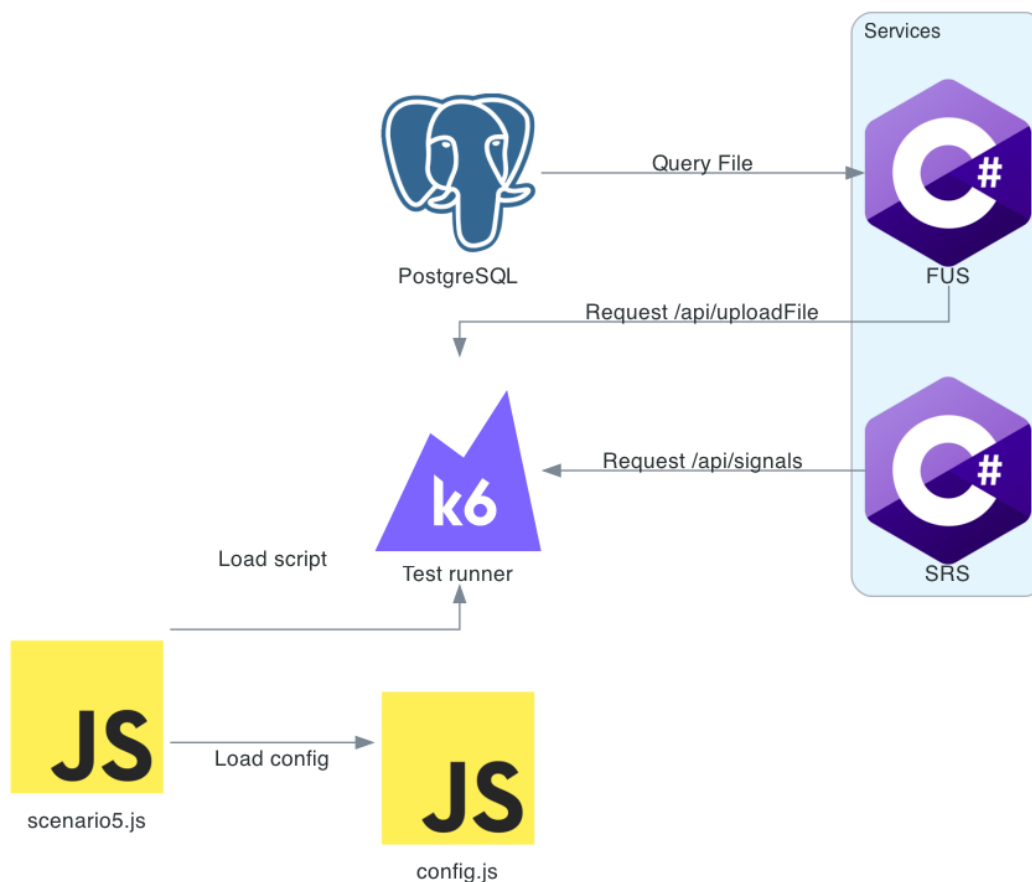 Services
C#
Query File
PostgreSQL
FUS
Request /api/uploadFile
C#
Request /api/signals
k6
Load script
Test runner
SRS
JS
scenario5.js
Load config
JS
config.js